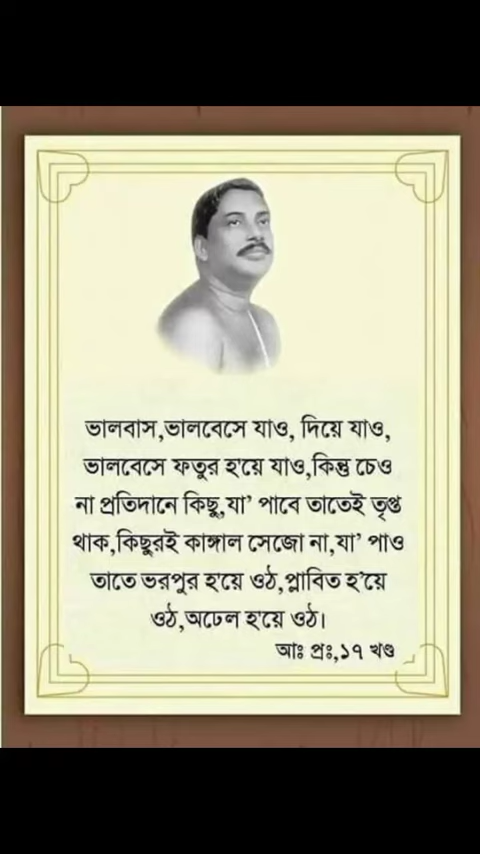 ভালবাস,ভালবেসে যাও, দিয়ে যাও,
ভালবেসে ফতুর হ'য়ে যাও,কিন্তু চেও
না প্রতিদানে কিছু,যা’ পাবে তাতেই তৃপ্ত
থাক,কিছুরই কাঙ্গাল সেজো না,যা’ পাও
তাতে ভরপুর হ'য়ে ওঠ,প্লাবিত হ'য়ে
ওঠ,অঢেল হ'য়ে ওঠ।
আঃ প্রঃ,১৭ খণ্ড